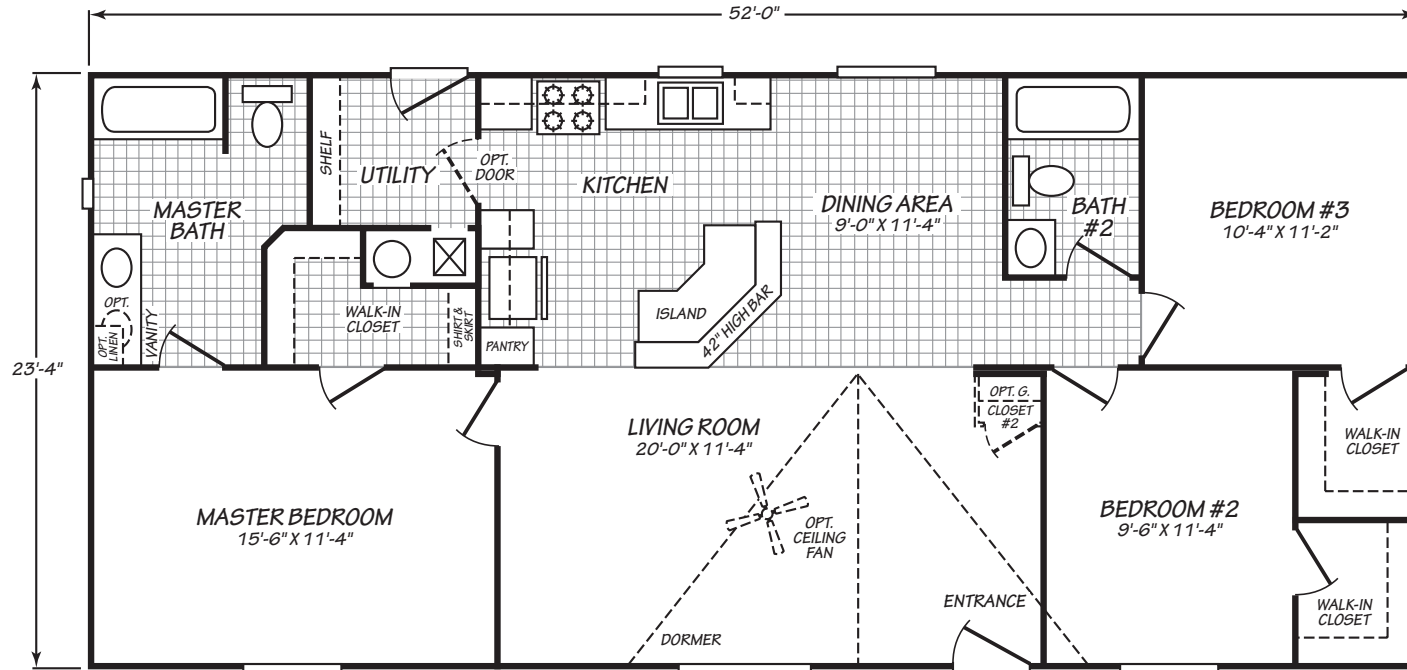 52'-0"
23'-4"
MASTER
BATH
SHELF
UTILITY
OPT.
DOOR
KITCHEN
DINING AREA
9'-0" X 11'-4"
BATH
#2
BEDROOM #3
10'-4" X 11'-2"
OPT.
OPT.
LINEN
VANITY
WALK-IN
CLOSET
SHIRT &
SKIRT
PANTRY
ISLAND
42" HIGH BAR
MASTER BEDROOM
15'-6" X 11'-4"
LIVING ROOM
20'-0" X 11'-4"
OPT. G.
CLOSET
#2
OPT.
CEILING
FAN
DORMER
ENTRANCE
BEDROOM #2
9'-6" X 11'-4"
WALK-IN
CLOSET
WALK-IN
CLOSET